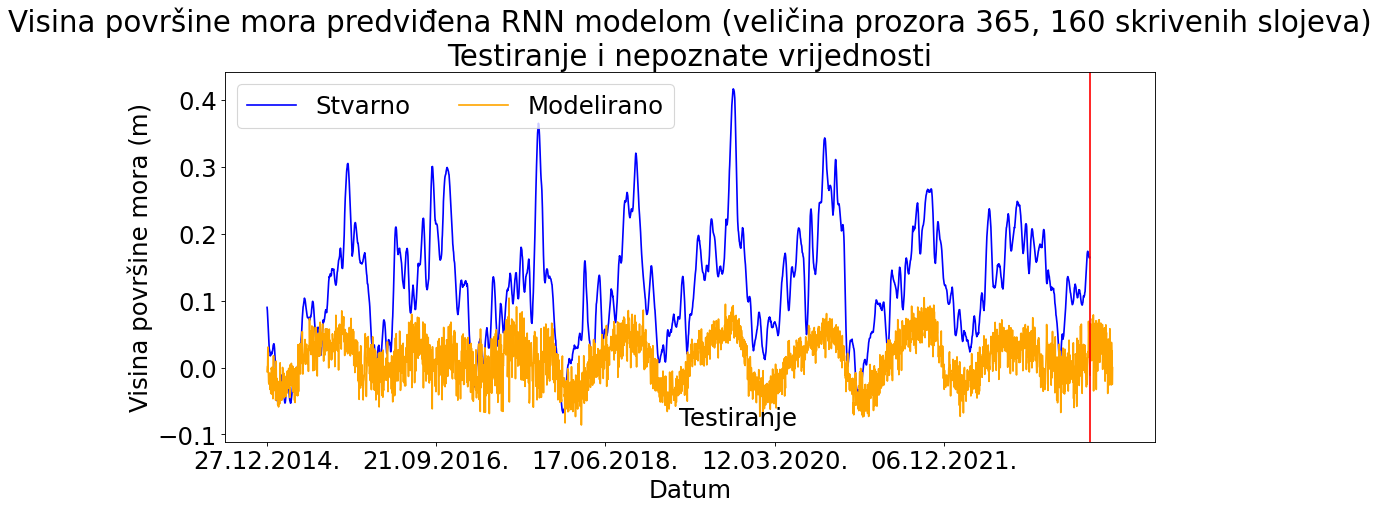 Visina površine mora predviđena RNN modelom (veličina prozora 365, 160 skrivenih slojeva)
Testiranje i nepoznate vrijednosti
Stvarno Modelirano
Visina površine mora (m)
0.4
0.3
0.2
0.1
0.0
−0.1
Testiranje
27.12.2014. 21.09.2016. 17.06.2018. 12.03.2020. 06.12.2021.
Datum